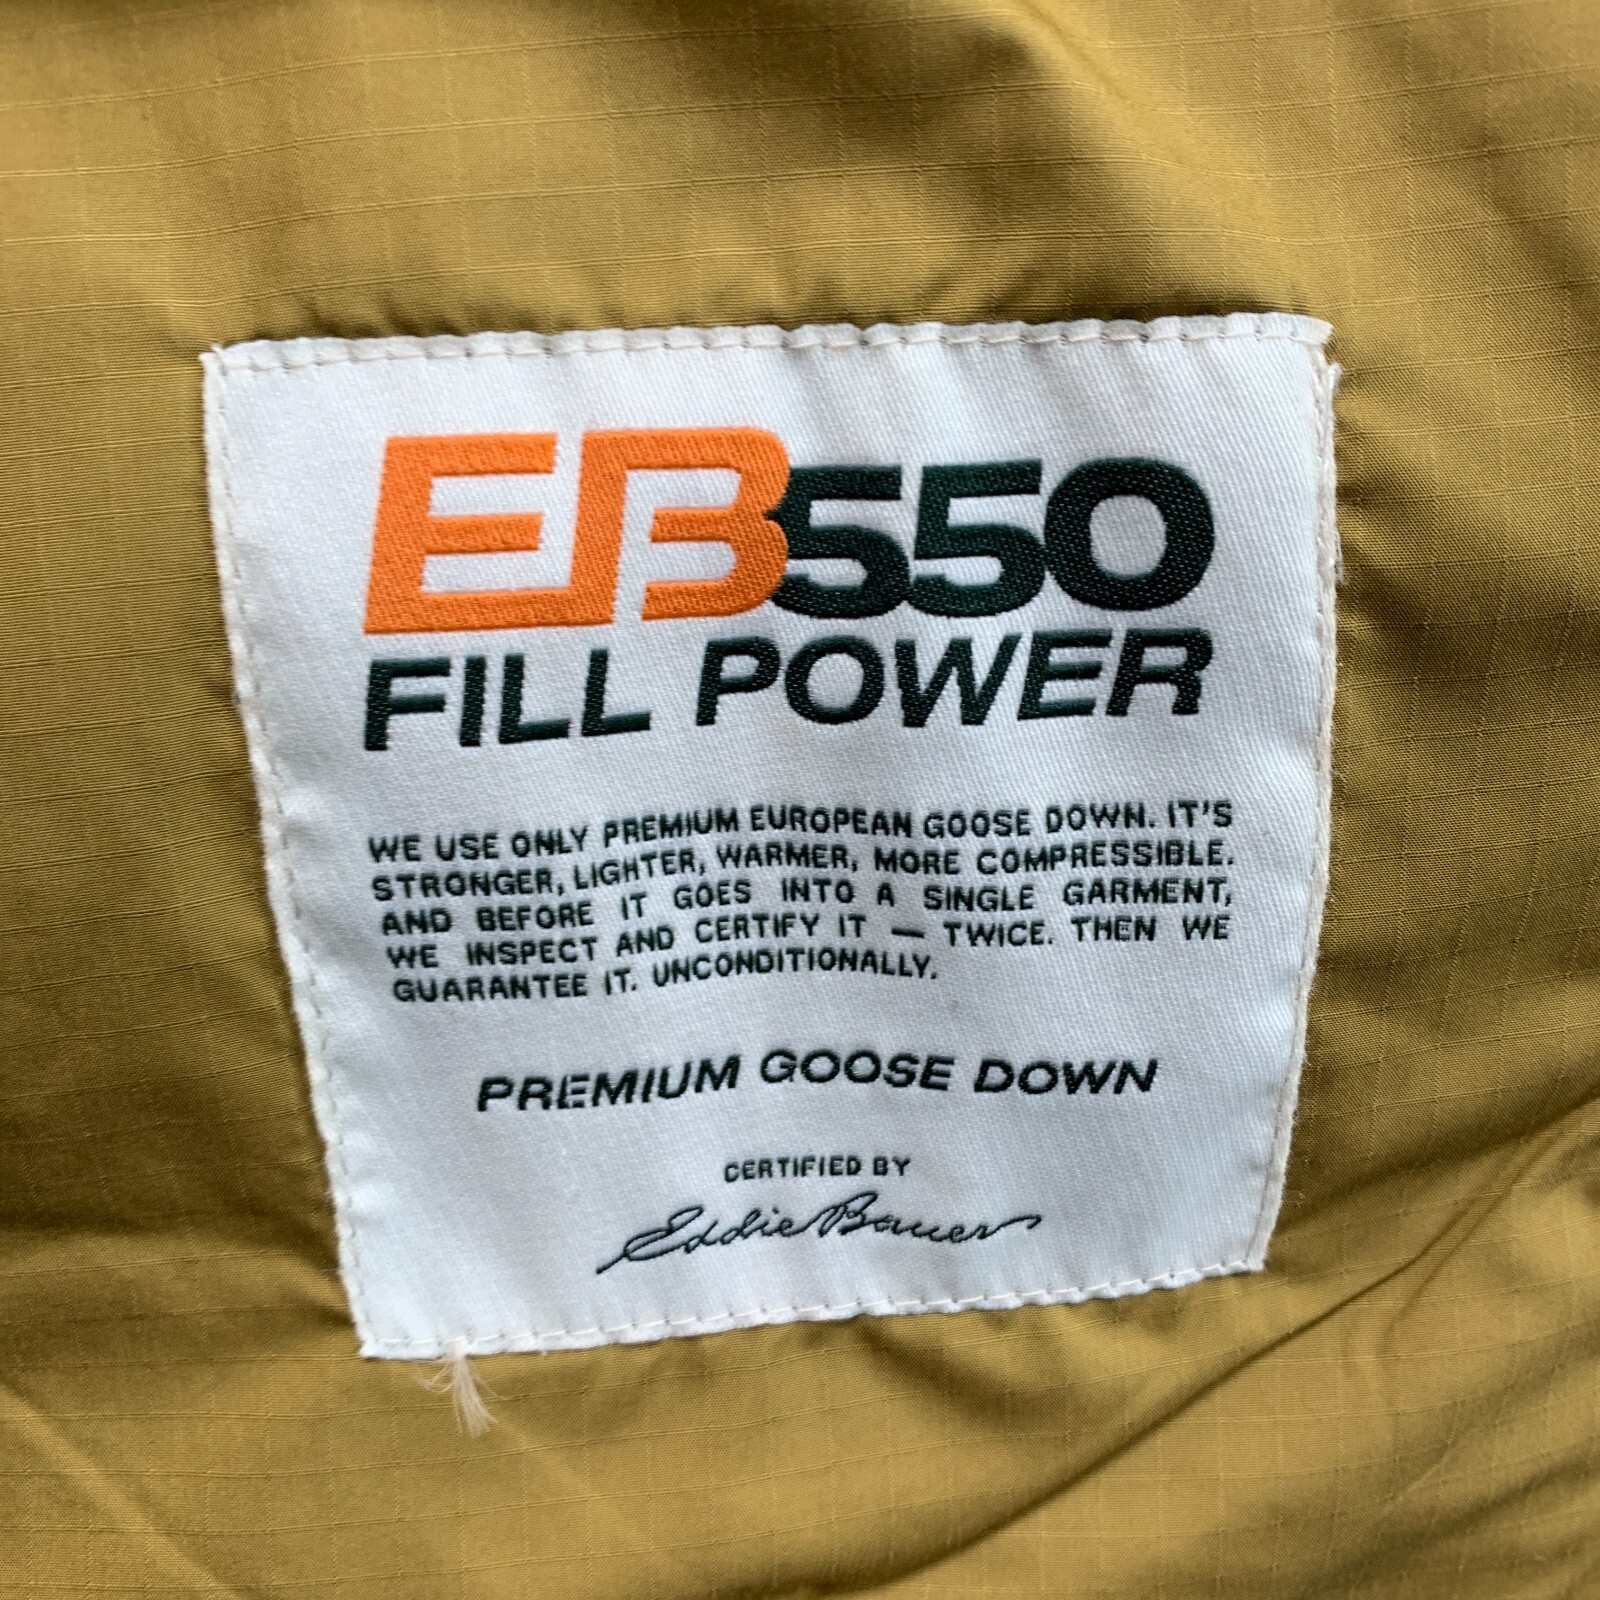 EB550
FILL POWER
WE USE ONLY PREMIUM EUROPEAN GOOSE DOWN. IT'S
STRONGER, LIGHTER, WARMER, MORE COMPRESSIBLE.
AND BEFORE IT GOES INTO A SINGLE GARMENT,
WE INSPECT AND CERTIFY IT — TWICE. THEN WE
GUARANTEE IT. UNCONDITIONALLY.
PREMIUM GOOSE DOWN
CERTIFIED BY
Eddie Bauer